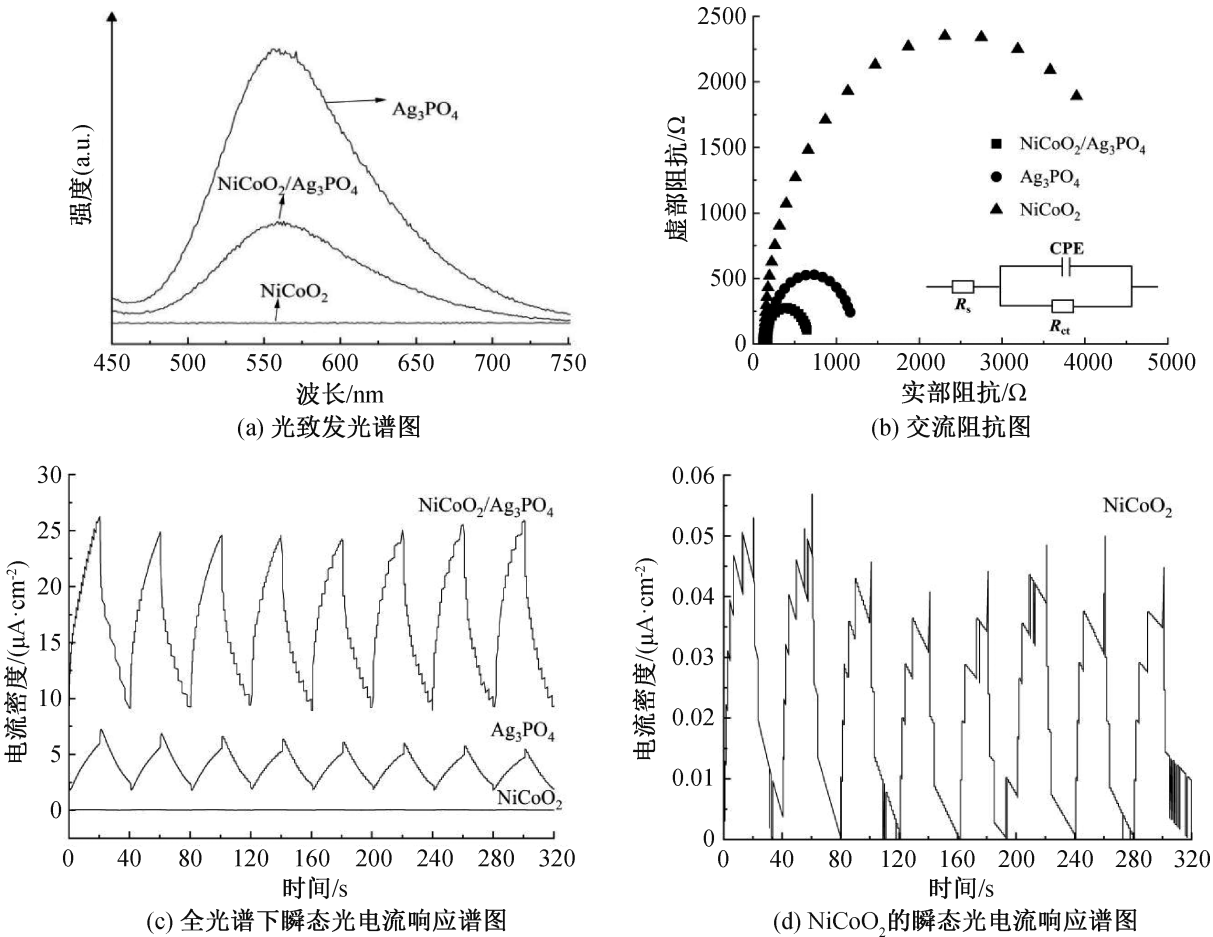 强度(a.u.)
Ag₃PO₄
NiCoO₂/Ag₃PO₄
NiCoO₂
450 500 550 600 650 700 750
波长/nm
(a) 光致发光谱图
2500
2000
1500
1000
500
0
虚部阻抗/Ω
NiCoO₂/Ag₃PO₄
Ag₃PO₄
NiCoO₂
CPE
Rs
Rct
0 1000 2000 3000 4000 5000
实部阻抗/Ω
(b) 交流阻抗图
30
25
20
15
10
5
0
电流密度/(μA·cm⁻²)
NiCoO₂/Ag₃PO₄
Ag₃PO₄
NiCoO₂
0 40 80 120 160 200 240 280 320
时间/s
(c) 全光谱下瞬态光电流响应谱图
0.06
0.05
0.04
0.03
0.02
0.01
0
电流密度/(μA·cm⁻²)
NiCoO₂
0 40 80 120 160 200 240 280 320
时间/s
(d) NiCoO₂的瞬态光电流响应谱图